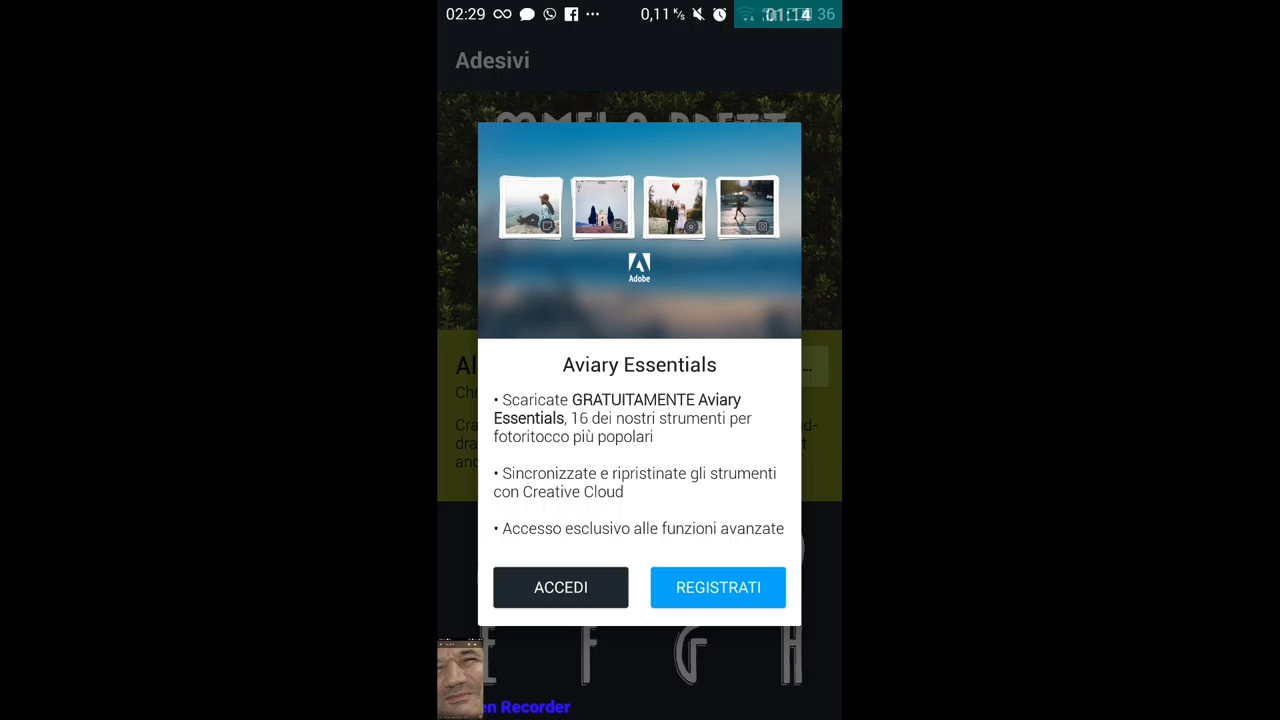 02:29
0,11 K/s
01:14
36
Adesivi
Adobe
Al
Aviary Essentials
Ch
• Scaricate GRATUITAMENTE Aviary
Essentials, 16 dei nostri strumenti per
fotoritocco più popolari
• Sincronizzate e ripristinate gli strumenti
con Creative Cloud
• Accesso esclusivo alle funzioni avanzate
ACCEDI
REGISTRATI
E F G H
en Recorder